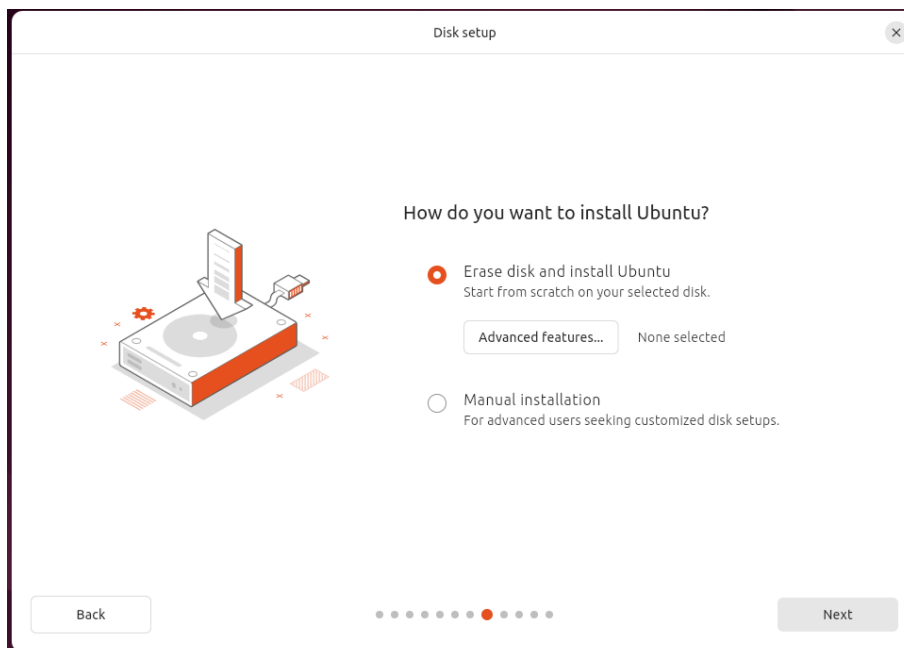 Disk setup
How do you want to install Ubuntu?
Erase disk and install Ubuntu
Start from scratch on your selected disk.
Advanced features...
None selected
Manual installation
For advanced users seeking customized disk setups.
Back
Next